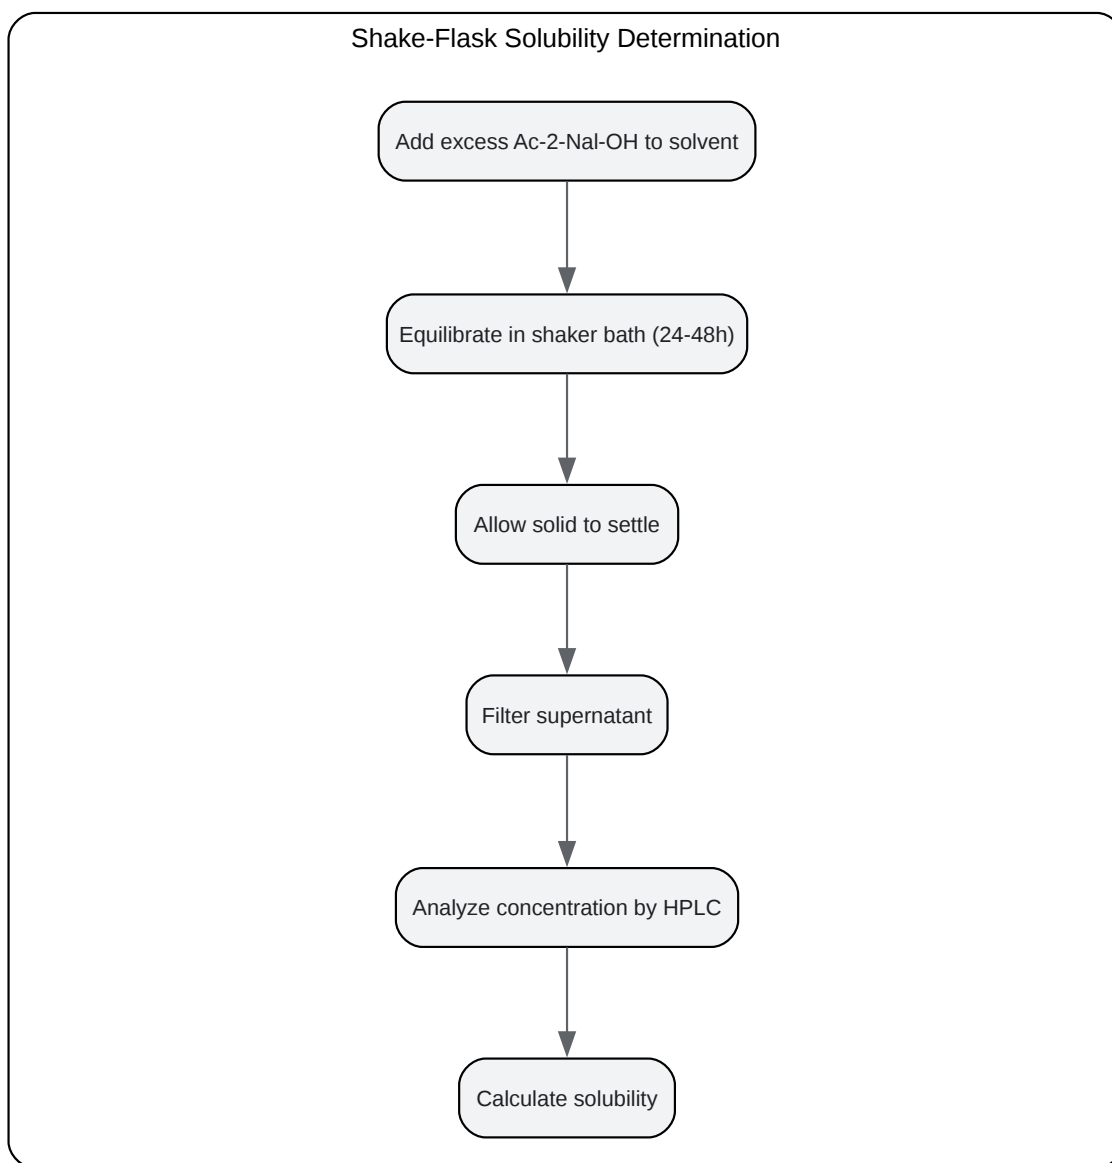 Shake-Flask Solubility Determination
Add excess Ac-2-Nal-OH to solvent
Equilibrate in shaker bath (24-48h)
Allow solid to settle
Filter supernatant
Analyze concentration by HPLC
Calculate solubility